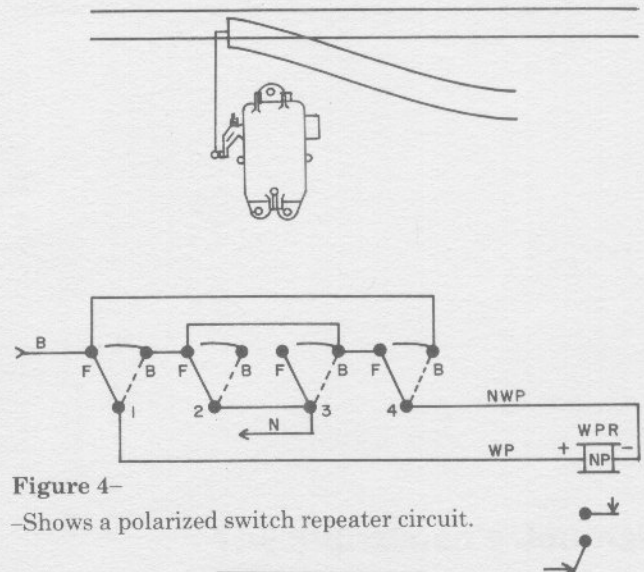 B
F B F B F B F B
1 2 3 4
N
NWP
WPR
WP + NP -
Figure 4–
–Shows a polarized switch repeater circuit.